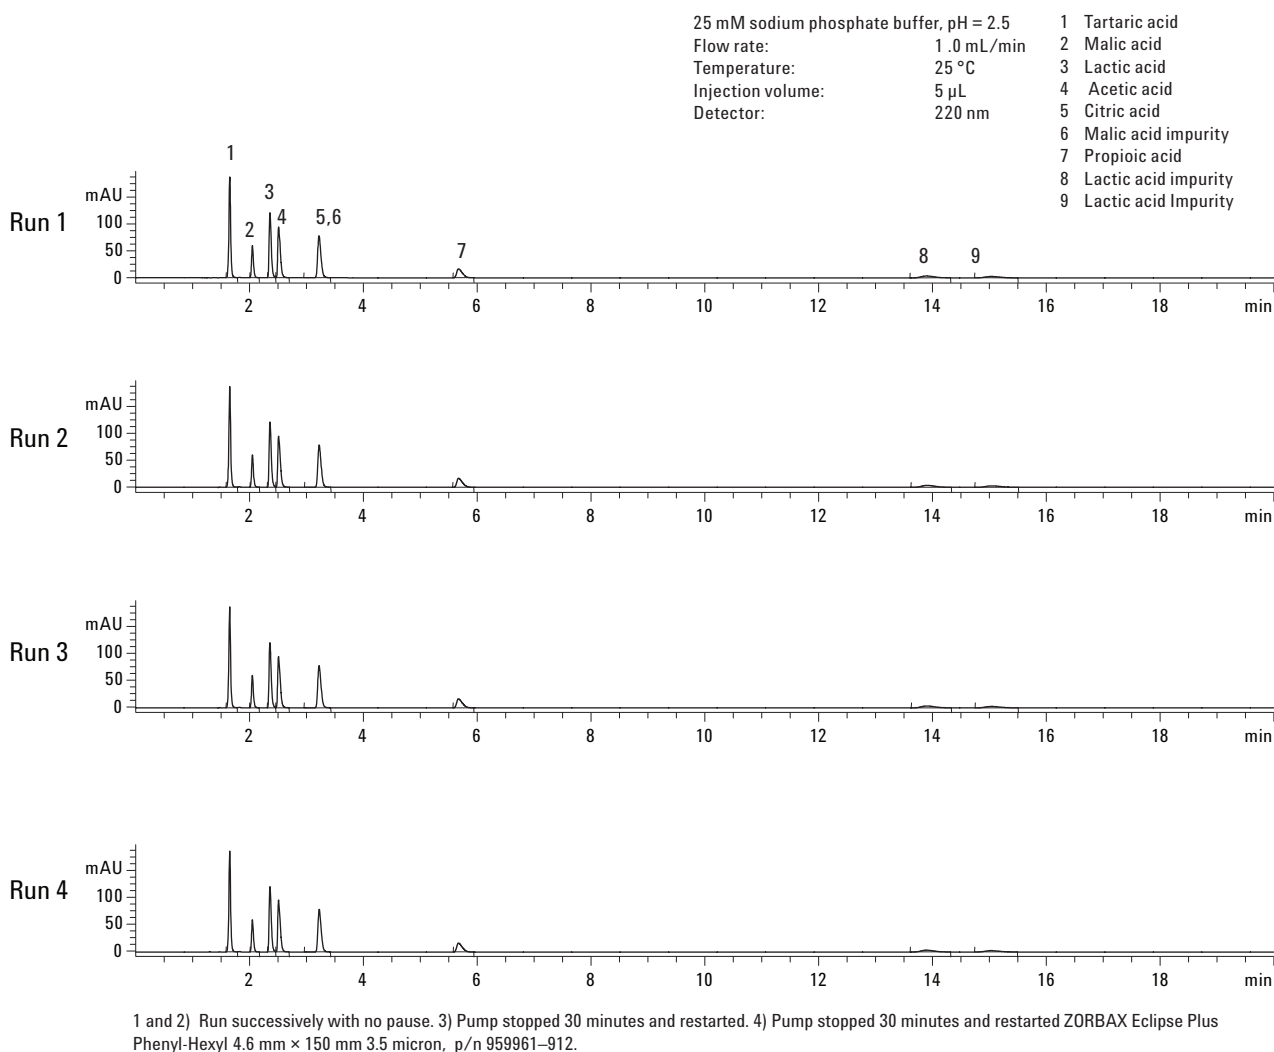 25 mM sodium phosphate buffer, pH = 2.5
Flow rate: 1 .0 mL/min
Temperature: 25 °C
Injection volume: 5 µL
Detector: 220 nm
1 Tartaric acid
2 Malic acid
3 Lactic acid
4 Acetic acid
5 Citric acid
6 Malic acid impurity
7 Propioic acid
8 Lactic acid impurity
9 Lactic acid Impurity
Run 1
mAU
100
50
0
1
2
3
4
5,6
7
8
9
2 4 6 8 10 12 14 16 18 min
Run 2
mAU
100
50
0
2 4 6 8 10 12 14 16 18 min
Run 3
mAU
100
50
0
2 4 6 8 10 12 14 16 18 min
Run 4
mAU
100
50
0
2 4 6 8 10 12 14 16 18 min
1 and 2) Run successively with no pause. 3) Pump stopped 30 minutes and restarted. 4) Pump stopped 30 minutes and restarted ZORBAX Eclipse Plus
Phenyl-Hexyl 4.6 mm × 150 mm 3.5 micron, p/n 959961–912.